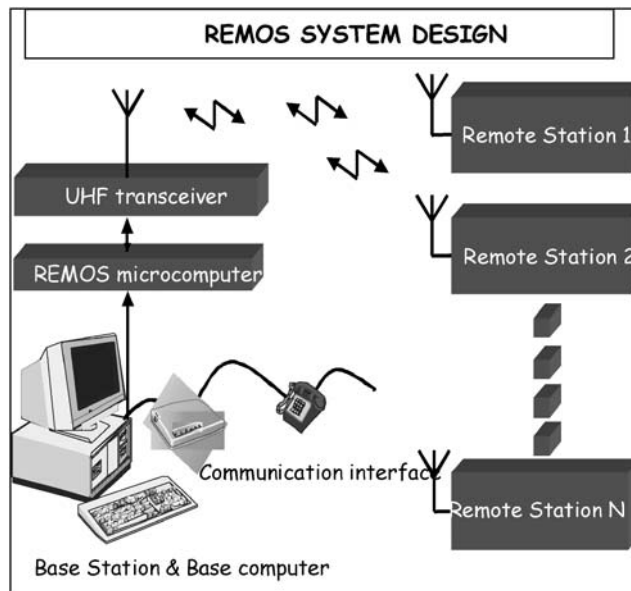 REMOS SYSTEM DESIGN
Remote Station 1
UHF transceiver
Remote Station 2
REMOS microcomputer
Communication interface
Remote Station N
Base Station & Base computer